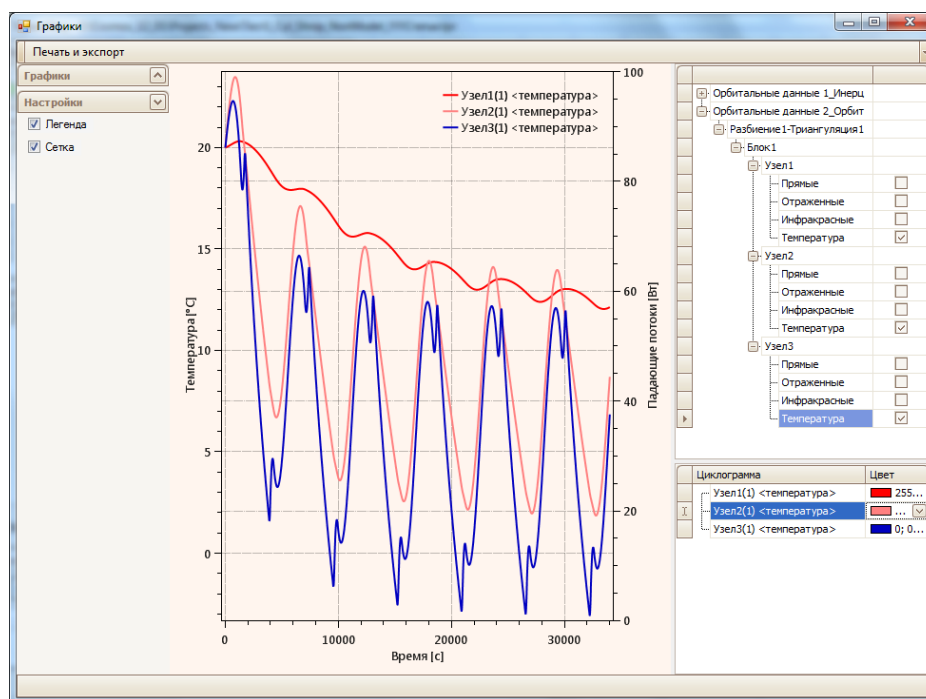 Графики
Печать и экспорт
Графики
Настройки
Легенда
Сетка
Узел1(1) <температура>
Узел2(1) <температура>
Узел3(1) <температура>
20
15
10
5
0
Температура [°C]
100
80
60
40
20
0
Падающие потоки [Вт]
0 10000 20000 30000
Время [с]
Орбитальные данные 1_Инерц
Орбитальные данные 2_Орбит
Разбиение1-Триангуляция1
Блок1
Узел1
Прямые
Отраженные
Инфракрасные
Температура
Узел2
Прямые
Отраженные
Инфракрасные
Температура
Узел3
Прямые
Отраженные
Инфракрасные
Температура
Циклограмма Цвет
Узел1(1) <температура> 255...
Узел2(1) <температура> ...
Узел3(1) <температура> 0; 0...